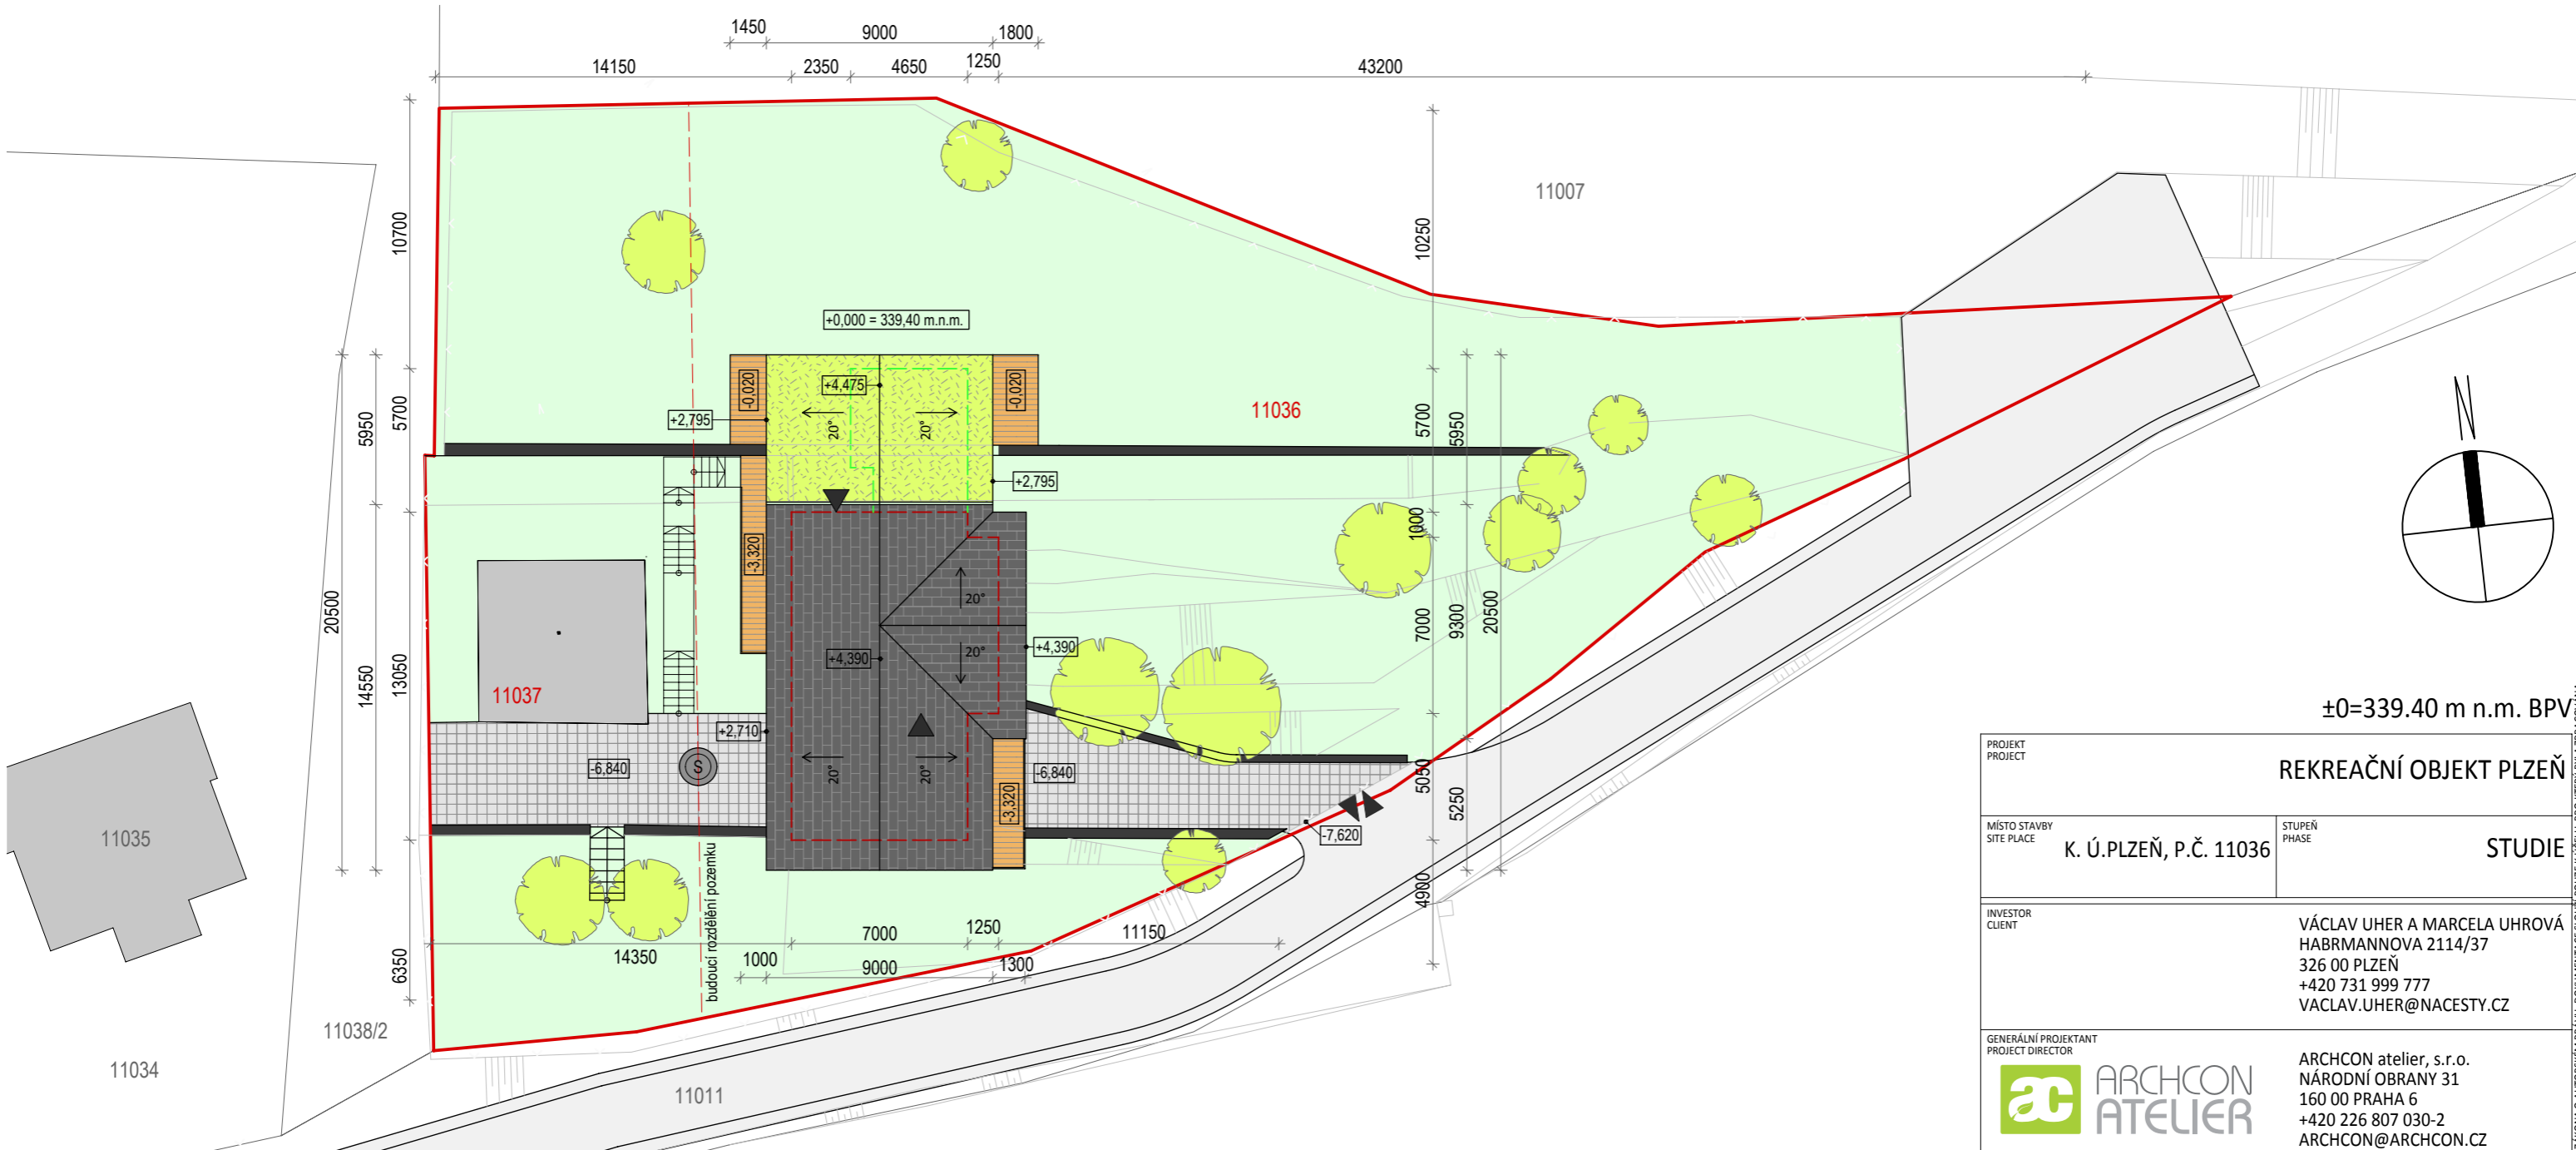 1450
9000
1800
14150
2350
4650
1250
43200
10700
5700
5950
20500
14550
13050
6350
10250
5700
5950
1000
7000
9300
20500
5050
5250
4900
+0,000 = 339,40 m.n.m.
-0,020
-0,020
+4,475
+2,795
20°
20°
+2,795
-3,320
20°
20°
+4,390
+4,390
+2,710
20°
20°
-6,840
S
-6,840
-3,320
-7,620
11007
11036
11037
11035
11034
11038/2
11011
budoucí rozdělení pozemku
7000
1250
11150
14350
1000
9000
1300
±0=339.40 m n.m. BPV
PROJEKT
PROJECT
REKREAČNÍ OBJEKT PLZEŇ
MÍSTO STAVBY
SITE PLACE
K. Ú.PLZEŇ, P.Č. 11036
STUPEŇ
PHASE
STUDIE
INVESTOR
CLIENT
VÁCLAV UHER A MARCELA UHROVÁ
HABRMANNOVA 2114/37
326 00 PLZEŇ
+420 731 999 777
VACLAV.UHER@NACESTY.CZ
GENERÁLNÍ PROJEKTANT
PROJECT DIRECTOR
ac
ARCHCON
ATELIER
ARCHCON atelier, s.r.o.
NÁRODNÍ OBRANY 31
160 00 PRAHA 6
+420 226 807 030-2
ARCHCON@ARCHCON.CZ